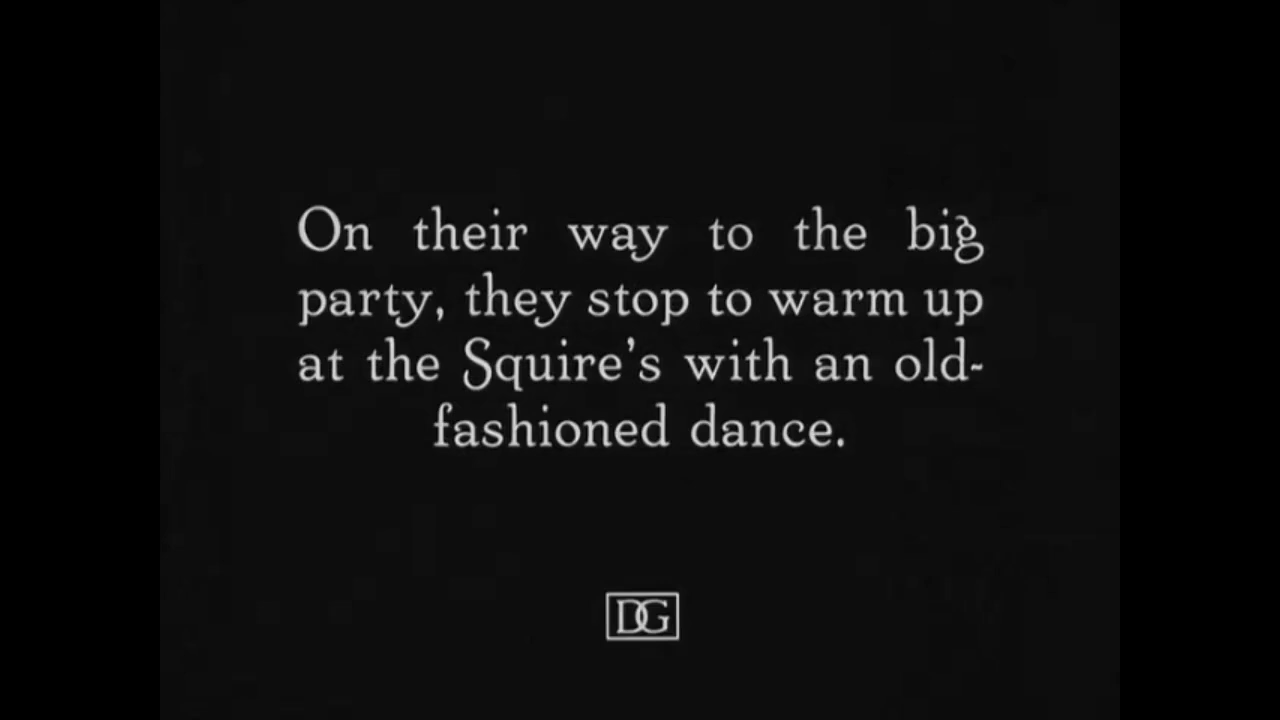 On their way to the big
party, they stop to warm up
at the Squire's with an old-
fashioned dance.
DG